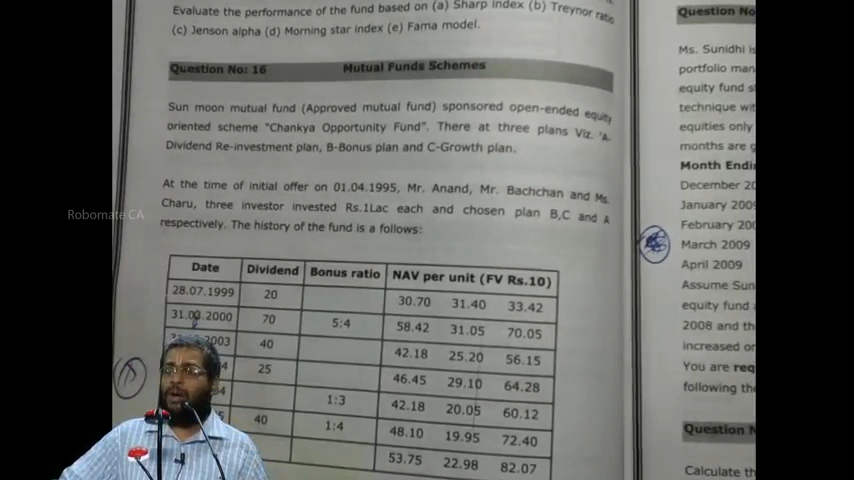 Evaluate the performance of the fund based on (a) Sharp index (b) Treynor ratio
(c) Jenson alpha (d) Morning star index (e) Fama model.
Question No: 16 Mutual Funds Schemes
Sun moon mutual fund (Approved mutual fund) sponsored open-ended equity
oriented scheme "Chankya Opportunity Fund". There at three plans Viz. 'A-
Dividend Re-investment plan, B-Bonus plan and C-Growth plan.
At the time of initial offer on 01.04.1995, Mr. Anand, Mr. Bachchan and Ms.
Charu, three investor invested Rs.1Lac each and chosen plan B,C and A
respectively. The history of the fund is a follows:
Date Dividend Bonus ratio NAV per unit (FV Rs.10)
28.07.1999 20 30.70 31.40 33.42
2000 70 5:4 58.42 31.05 70.05
2003 40 42.18 25.20 56.15
25 46.45 29.10 64.28
1:3 42.18 20.05 60.12
40 1:4 48.10 19.95 72.40
53.75 22.98 82.07
Robomate CA
Question No
Ms. Sunidhi is
portfolio man
equity fund
technique wit
equities only
months are
Month Endi
December 20
January 2009
February 200
March 2009
April 2009
Assume Sun
equity fund
2008 and th
increased or
You are req
following the
Question N
Calculate th